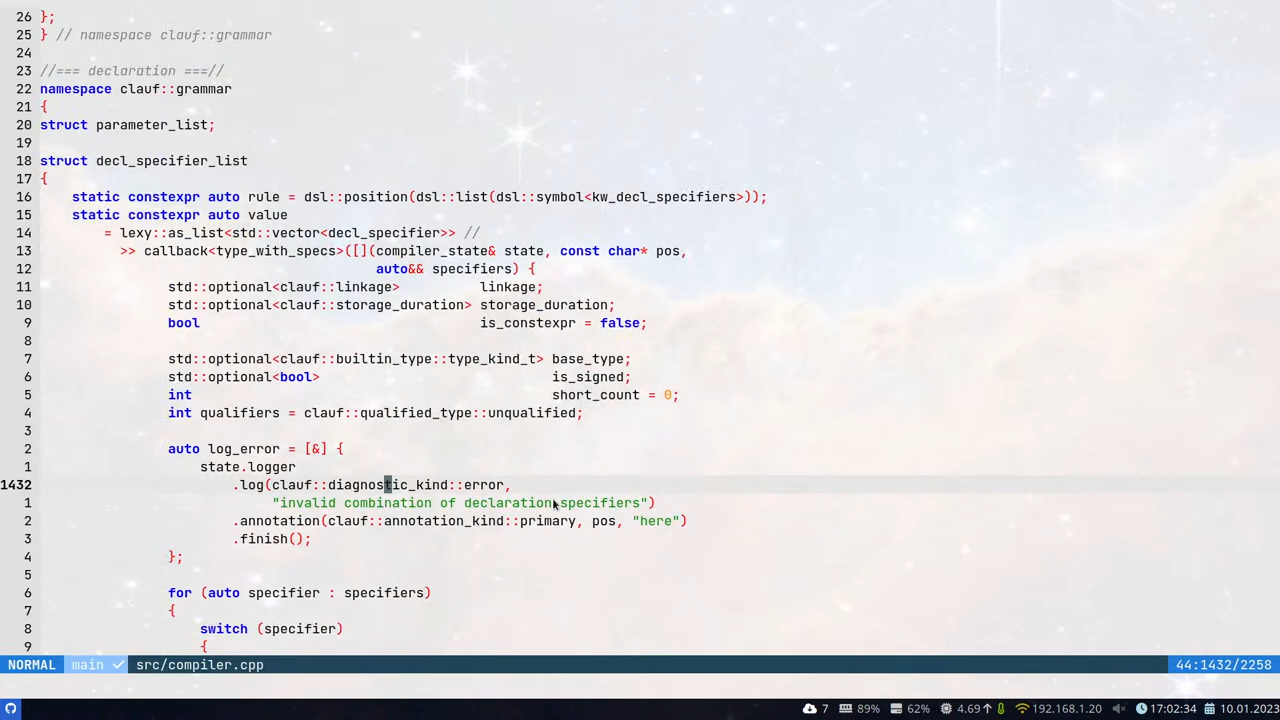 26 };
25 } // namespace clauf::grammar
24
23 //=== declaration ===//
22 namespace clauf::grammar
21 {
20 struct parameter_list;
19
18 struct decl_specifier_list
17 {
16     static constexpr auto rule = dsl::position(dsl::list(dsl::symbol<kw_decl_specifiers>));
15     static constexpr auto value
14         = lexy::as_list<std::vector<decl_specifier>> //
13           >> callback<type_with_specs>([](compiler_state& state, const char* pos,
12                                           auto&& specifiers) {
11                 std::optional<clauf::linkage>          linkage;
10                 std::optional<clauf::storage_duration> storage_duration;
9                 bool                                   is_constexpr = false;
8
7                 std::optional<clauf::builtin_type::type_kind_t> base_type;
6                 std::optional<bool>                             is_signed;
5                 int                                             short_count = 0;
4                 int qualifiers = clauf::qualified_type::unqualified;
3
2                 auto log_error = [&] {
1                     state.logger
1432                         .log(clauf::diagnostic_kind::error,
1                              "invalid combination of declaration specifiers")
2                         .annotation(clauf::annotation_kind::primary, pos, "here")
3                         .finish();
4                 };
5
6                 for (auto specifier : specifiers)
7                 {
8                     switch (specifier)
9                     {
NORMAL main ✓ src/compiler.cpp 44:1432/2258
7 89% 62% 4.69↑ 192.168.1.20 17:02:34 10.01.2023